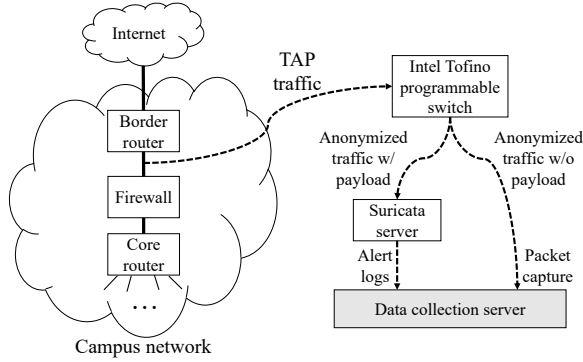 Internet
Border
router
Firewall
Core
router
...
Campus network
TAP
traffic
Intel Tofino
programmable
switch
Anonymized
traffic w/
payload
Anonymized
traffic w/o
payload
Suricata
server
Alert
logs
Packet
capture
Data collection server